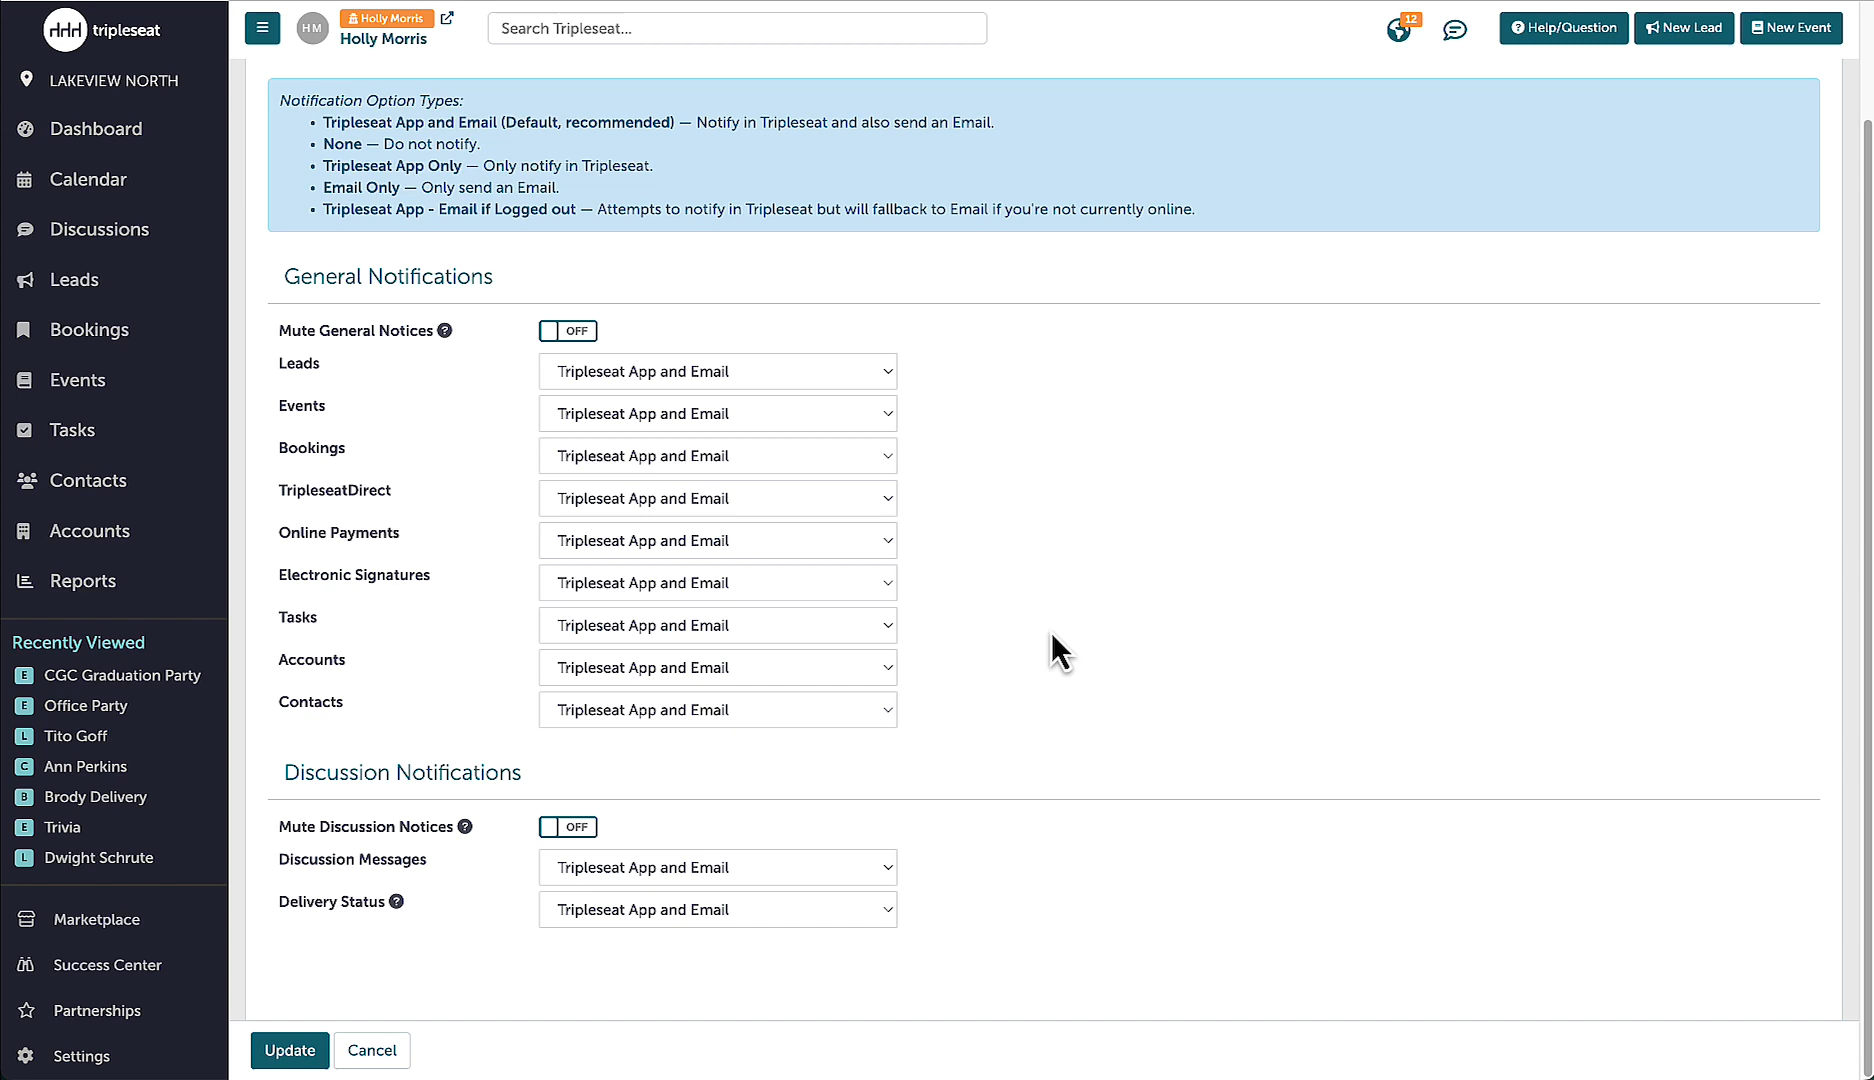 tripleseat
HM
Holly Morris
Holly Morris
Search Tripleseat...
12
Help/Question
New Lead
New Event
LAKEVIEW NORTH
Dashboard
Calendar
Discussions
Leads
Bookings
Events
Tasks
Contacts
Accounts
Reports
Recently Viewed
E CGC Graduation Party
E Office Party
L Tito Goff
C Ann Perkins
B Brody Delivery
E Trivia
L Dwight Schrute
Marketplace
Success Center
Partnerships
Settings
Notification Option Types:
• Tripleseat App and Email (Default, recommended) — Notify in Tripleseat and also send an Email.
• None — Do not notify.
• Tripleseat App Only — Only notify in Tripleseat.
• Email Only — Only send an Email.
• Tripleseat App - Email if Logged out — Attempts to notify in Tripleseat but will fallback to Email if you're not currently online.
General Notifications
Mute General Notices ? OFF
Leads Tripleseat App and Email
Events Tripleseat App and Email
Bookings Tripleseat App and Email
TripleseatDirect Tripleseat App and Email
Online Payments Tripleseat App and Email
Electronic Signatures Tripleseat App and Email
Tasks Tripleseat App and Email
Accounts Tripleseat App and Email
Contacts Tripleseat App and Email
Discussion Notifications
Mute Discussion Notices ? OFF
Discussion Messages Tripleseat App and Email
Delivery Status ? Tripleseat App and Email
Update
Cancel